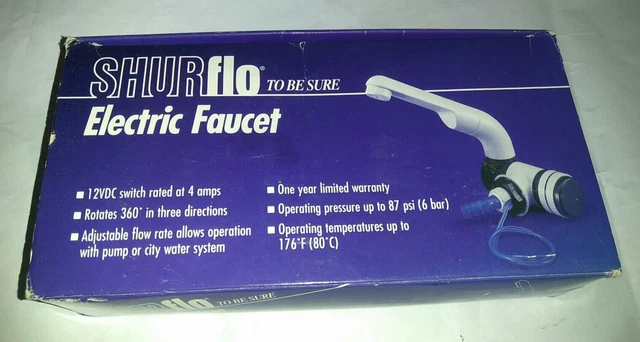 SHURflo® TO BE SURE
Electric Faucet
■ 12VDC switch rated at 4 amps
■ Rotates 360° in three directions
■ Adjustable flow rate allows operation
with pump or city water system
■ One year limited warranty
■ Operating pressure up to 87 psi (6 bar)
■ Operating temperatures up to
176°F (80°C)
SHURflo® TO BE SURE